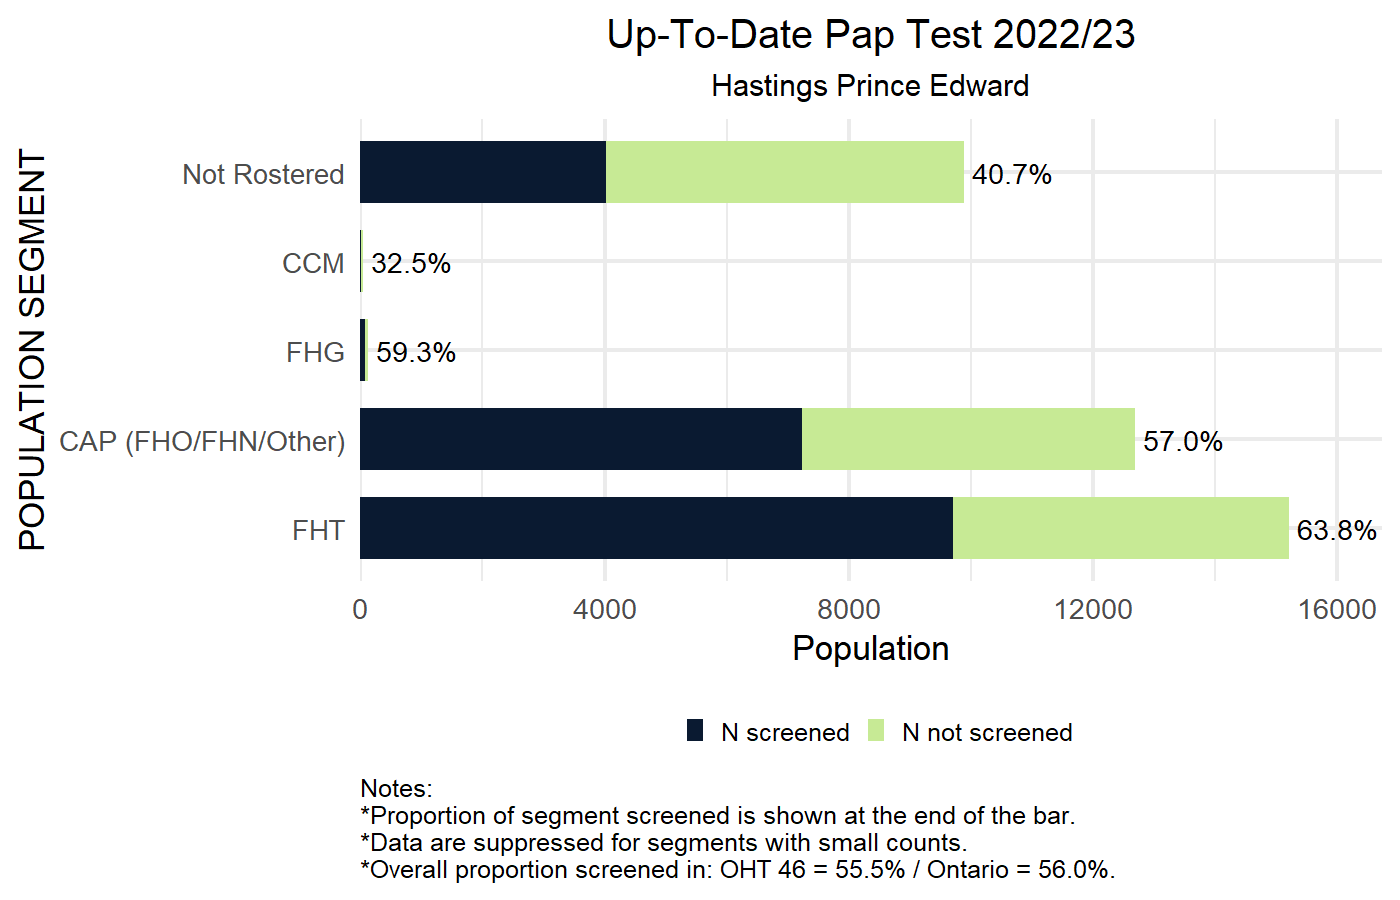 Up-To-Date Pap Test 2022/23
Hastings Prince Edward
POPULATION SEGMENT
Not Rostered
40.7%
CCM
32.5%
FHG
59.3%
CAP (FHO/FHN/Other)
57.0%
FHT
63.8%
0 4000 8000 12000 16000
Population
N screened N not screened
Notes:
*Proportion of segment screened is shown at the end of the bar.
*Data are suppressed for segments with small counts.
*Overall proportion screened in: OHT 46 = 55.5% / Ontario = 56.0%.